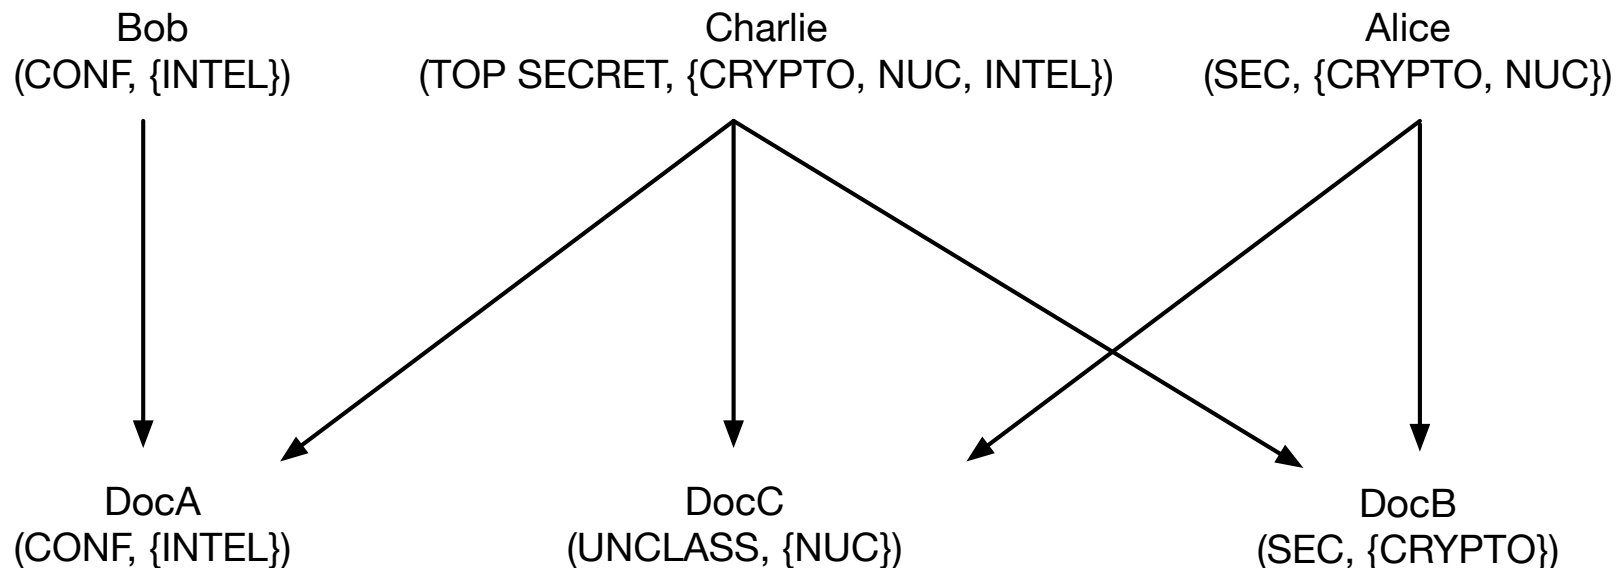 Bob
(CONF, {INTEL})
Charlie
(TOP SECRET, {CRYPTO, NUC, INTEL})
Alice
(SEC, {CRYPTO, NUC})
DocA
(CONF, {INTEL})
DocC
(UNCLASS, {NUC})
DocB
(SEC, {CRYPTO})